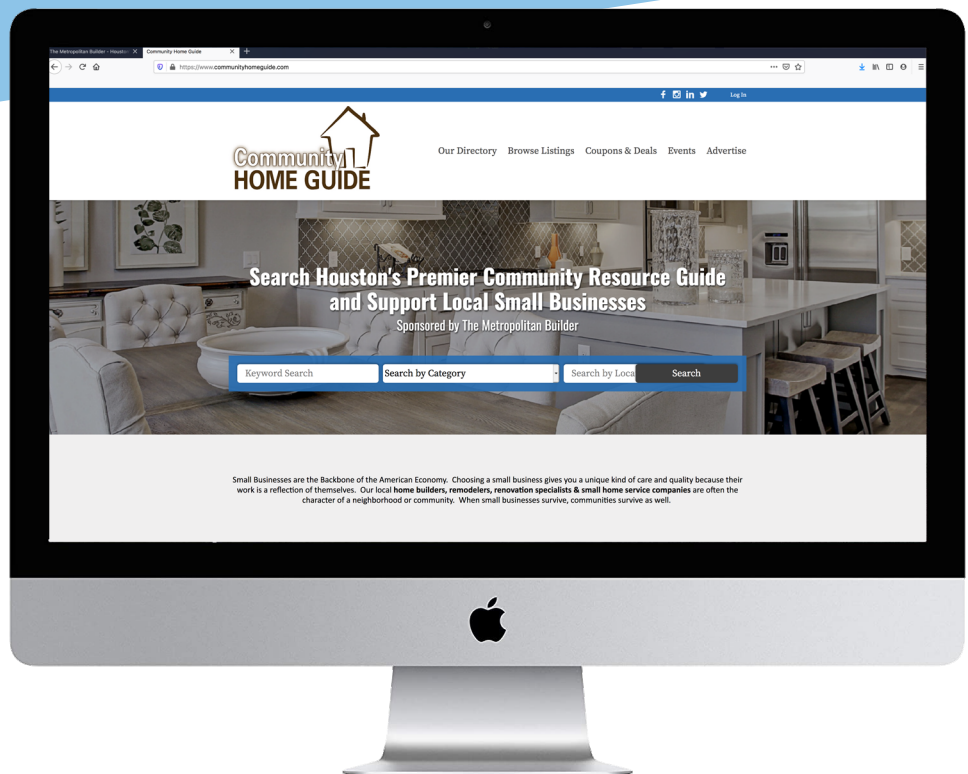 The Metropolitan Builder - Houston
Community Home Guide
https://www.communityhomeguide.com
Log In
Community
HOME GUIDE
Our Directory Browse Listings Coupons & Deals Events Advertise
Search Houston's Premier Community Resource Guide
and Support Local Small Businesses
Sponsored by The Metropolitan Builder
Keyword Search Search by Category Search by Loca Search
Small Businesses are the Backbone of the American Economy. Choosing a small business gives you a unique kind of care and quality because their
work is a reflection of themselves. Our local home builders, remodelers, renovation specialists & small home service companies are often the
character of a neighborhood or community. When small businesses survive, communities survive as well.